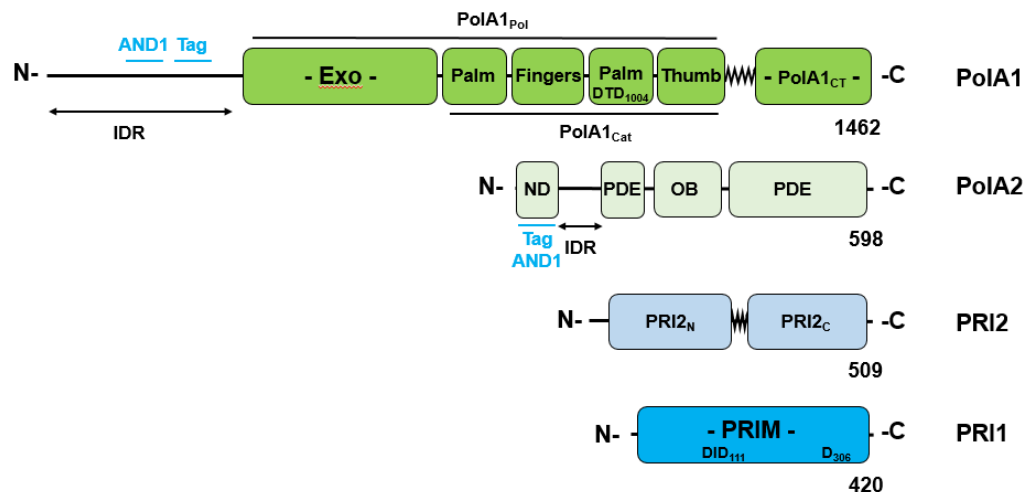 PolA1Pol
AND1 Tag
N- - Exo - Palm Fingers Palm DTD1004 Thumb - PolA1CT - -C PolA1
IDR
PolA1Cat
1462
N- ND PDE OB PDE -C PolA2
Tag
AND1
IDR
598
N- PRI2N PRI2C -C PRI2
509
N- - PRIM - -C PRI1
DID111 D306
420